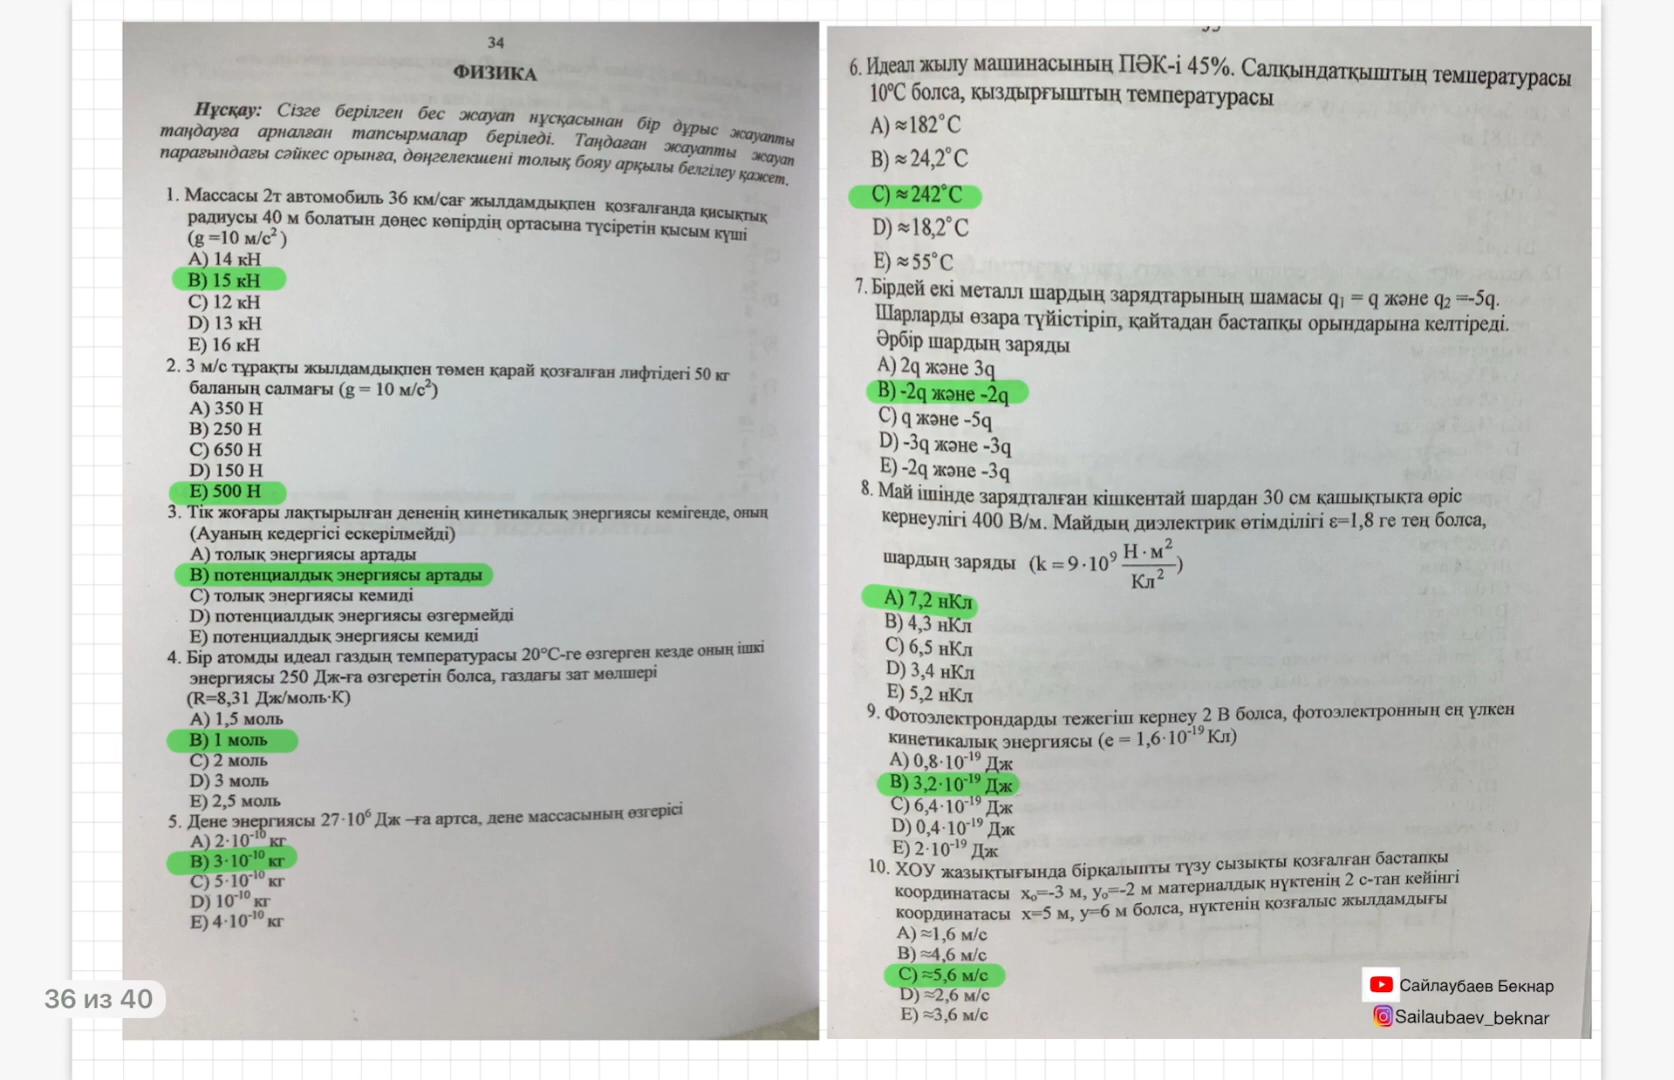 34
ФИЗИКА
Нұсқау: Сізге берілген бес жауап нұсқасынан бір дұрыс жауапты
таңдауға арналған тапсырмалар беріледі. Таңдаған жауапты жауап
парағындағы сәйкес орынға, дөңгелекшені толық бояу арқылы белгілеу қажет.
1. Массасы 2т автомобиль 36 км/сағ жылдамдықпен қозғалғанда қисықтық
радиусы 40 м болатын дөңес көпірдің ортасына түсіретін қысым күші
(g =10 м/с²)
A) 14 кН
B) 15 кН
C) 12 кН
D) 13 кН
E) 16 кН
2. 3 м/с тұрақты жылдамдықпен төмен қарай қозғалған лифтідегі 50 кг
баланың салмағы (g = 10 м/с²)
A) 350 Н
B) 250 Н
C) 650 Н
D) 150 Н
E) 500 Н
3. Тік жоғары лақтырылған дененің кинетикалық энергиясы кемігенде, оның
(Ауаның кедергісі ескерілмейді)
A) толық энергиясы артады
B) потенциалдық энергиясы артады
C) толық энергиясы кемиді
D) потенциалдық энергиясы өзгермейді
E) потенциалдық энергиясы кемиді
4. Бір атомды идеал газдың температурасы 20°С-ге өзгерген кезде оның ішкі
энергиясы 250 Дж-ға өзгеретін болса, газдағы зат мөлшері
(R=8,31 Дж/моль·К)
A) 1,5 моль
B) 1 моль
C) 2 моль
D) 3 моль
E) 2,5 моль
5. Дене энергиясы 27·10⁶ Дж –ға артса, дене массасының өзгерісі
A) 2·10⁻¹⁰ кг
B) 3·10⁻¹⁰ кг
C) 5·10⁻¹⁰ кг
D) 10⁻¹⁰ кг
E) 4·10⁻¹⁰ кг
36 из 40
6. Идеал жылу машинасының ПӘК-і 45%. Салқындатқыштың температурасы
10°С болса, қыздырғыштың температурасы
A) ≈182°С
B) ≈24,2°С
C) ≈242°С
D) ≈18,2°С
E) ≈55°С
7. Бірдей екі металл шардың зарядтарының шамасы q₁ = q және q₂ =-5q.
Шарларды өзара түйістіріп, қайтадан бастапқы орындарына келтіреді.
Әрбір шардың заряды
A) 2q және 3q
B) -2q және -2q
C) q және -5q
D) -3q және -3q
E) -2q және -3q
8. Май ішінде зарядталған кішкентай шардан 30 см қашықтықта өріс
кернеулігі 400 В/м. Майдың диэлектрик өтімділігі ε=1,8 ге тең болса,
шардың заряды (k = 9·10⁹ Н·м²/Кл²)
A) 7,2 нКл
B) 4,3 нКл
C) 6,5 нКл
D) 3,4 нКл
E) 5,2 нКл
9. Фотоэлектрондарды тежегіш кернеу 2 В болса, фотоэлектронның ең үлкен
кинетикалық энергиясы (е = 1,6·10⁻¹⁹ Кл)
A) 0,8·10⁻¹⁹ Дж
B) 3,2·10⁻¹⁹ Дж
C) 6,4·10⁻¹⁹ Дж
D) 0,4·10⁻¹⁹ Дж
E) 2·10⁻¹⁹ Дж
10. ХОУ жазықтығында бірқалыпты түзу сызықты қозғалған бастапқы
координатасы x₀=-3 м, y₀=-2 м материалдық нүктенің 2 с-тан кейінгі
координатасы х=5 м, у=6 м болса, нүктенің қозғалыс жылдамдығы
A) ≈1,6 м/с
B) ≈4,6 м/с
C) ≈5,6 м/с
D) ≈2,6 м/с
E) ≈3,6 м/с
Сайлаубаев Бекнар
Sailaubaev_beknar